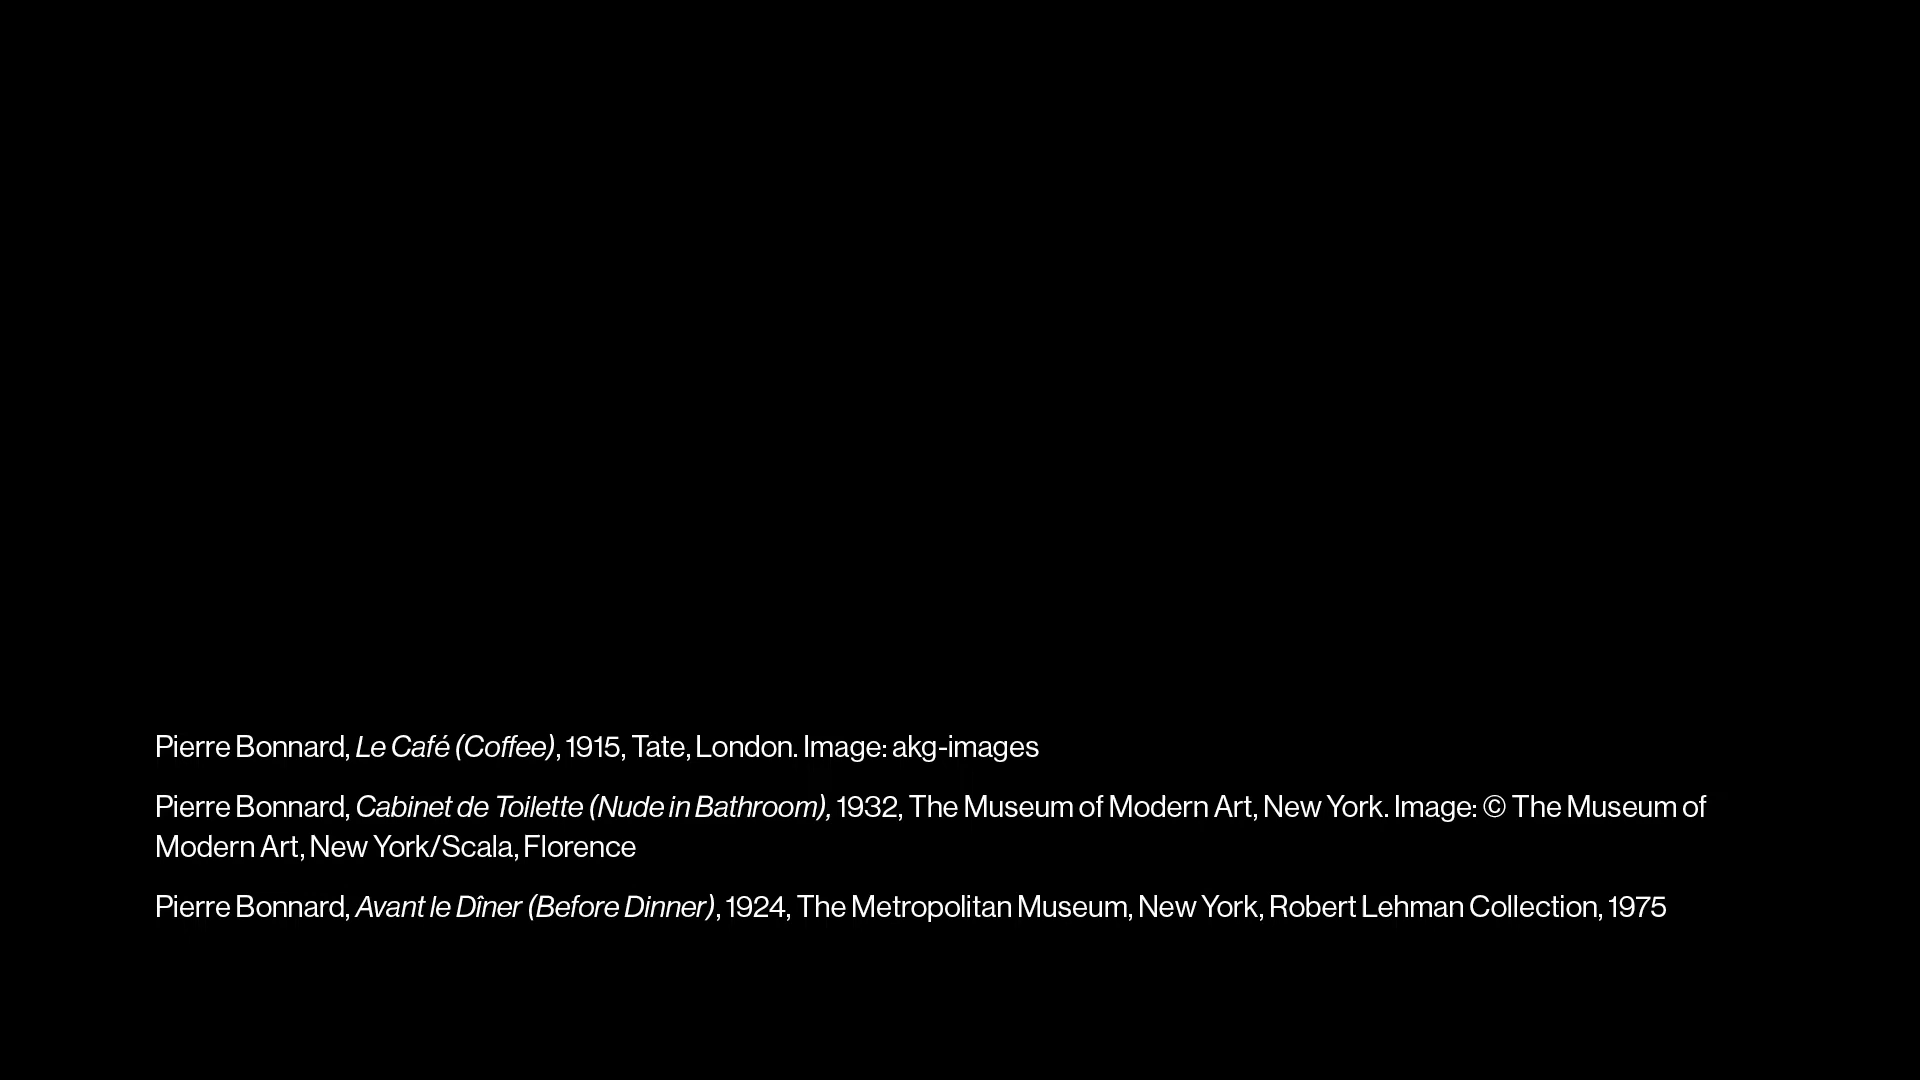 Pierre Bonnard, Le Café (Coffee), 1915, Tate, London. Image: akg-images
Pierre Bonnard, Cabinet de Toilette (Nude in Bathroom), 1932, The Museum of Modern Art, New York. Image: © The Museum of
Modern Art, New York/Scala, Florence
Pierre Bonnard, Avant le Dîner (Before Dinner), 1924, The Metropolitan Museum, New York, Robert Lehman Collection, 1975